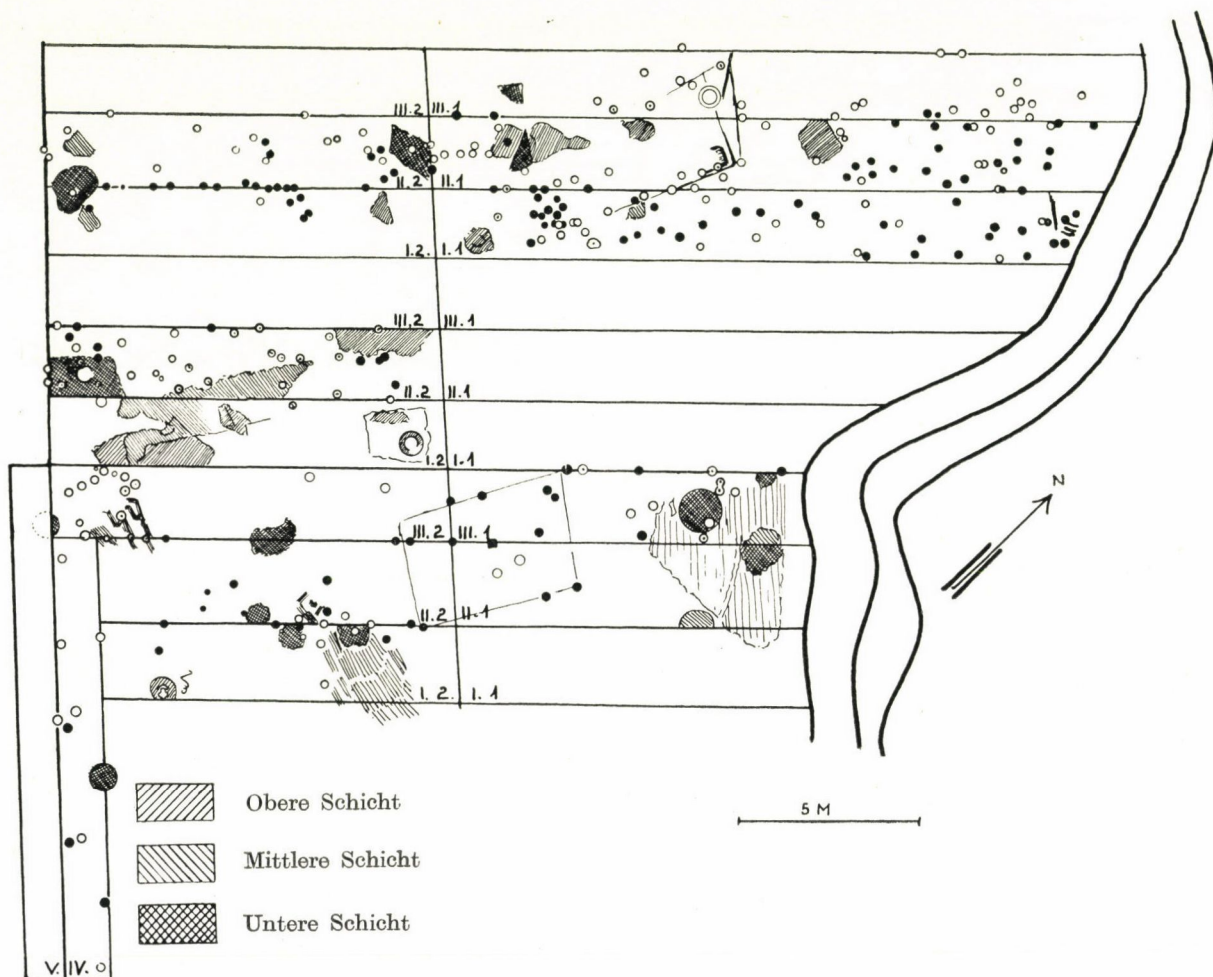 III.2 III.1
II.2 II.1
I.2. I.1
III,2 III.1
II.2 II.1
I.2 I.1
N
III.2 III.1
II.2 II.1
I. 2. I. 1
Obere Schicht
5 M
Mittlere Schicht
Untere Schicht
V. IV.